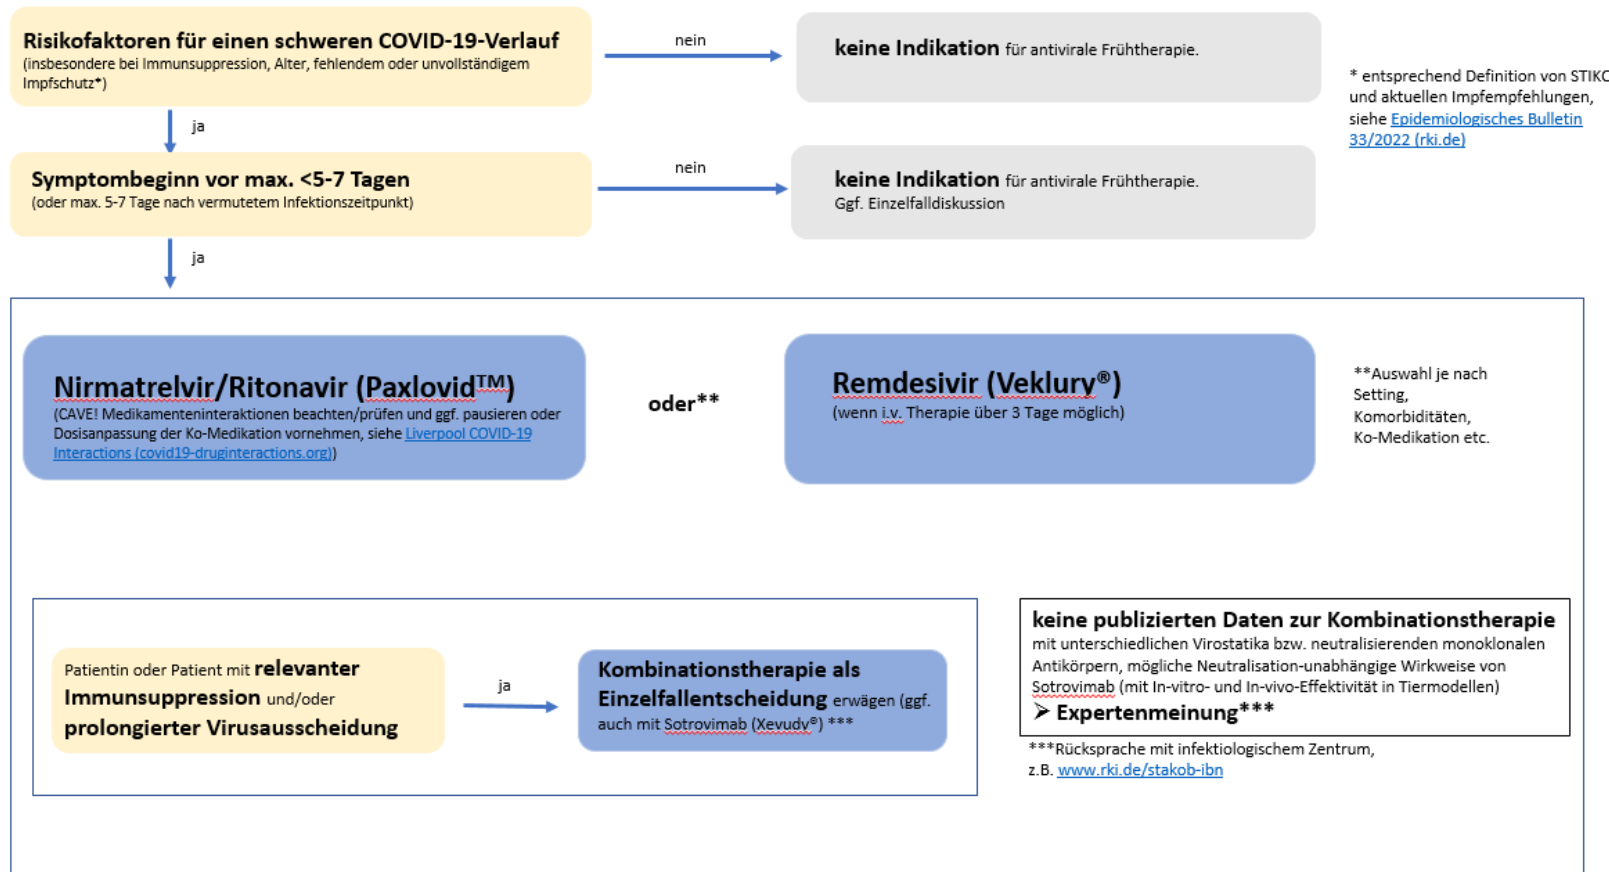 Risikofaktoren für einen schweren COVID-19-Verlauf
(insbesondere bei Immunsuppression, Alter, fehlendem oder unvollständigem
Impfschutz*)
nein
keine Indikation für antivirale Frühtherapie.
* entsprechend Definition von STIKO
und aktuellen Impfempfehlungen,
siehe Epidemiologisches Bulletin
33/2022 (rki.de)
ja
Symptombeginn vor max. <5-7 Tagen
(oder max. 5-7 Tage nach vermutetem Infektionszeitpunkt)
nein
keine Indikation für antivirale Frühtherapie.
Ggf. Einzelfalldiskussion
ja
Nirmatrelvir/Ritonavir (Paxlovid™)
(CAVE! Medikamenteninteraktionen beachten/prüfen und ggf. pausieren oder
Dosisanpassung der Ko-Medikation vornehmen, siehe Liverpool COVID-19
Interactions (covid19-druginteractions.org))
oder**
Remdesivir (Veklury®)
(wenn i.v. Therapie über 3 Tage möglich)
**Auswahl je nach
Setting,
Komorbiditäten,
Ko-Medikation etc.
Patientin oder Patient mit relevanter
Immunsuppression und/oder
prolongierter Virusausscheidung
ja
Kombinationstherapie als
Einzelfallentscheidung erwägen (ggf.
auch mit Sotrovimab (Xevudy®) ***
keine publizierten Daten zur Kombinationstherapie
mit unterschiedlichen Virostatika bzw. neutralisierenden monoklonalen
Antikörpern, mögliche Neutralisation-unabhängige Wirkweise von
Sotrovimab (mit In-vitro- und In-vivo-Effektivität in Tiermodellen)
➢ Expertenmeinung***
***Rücksprache mit infektiologischem Zentrum,
z.B. www.rki.de/stakob-ibn